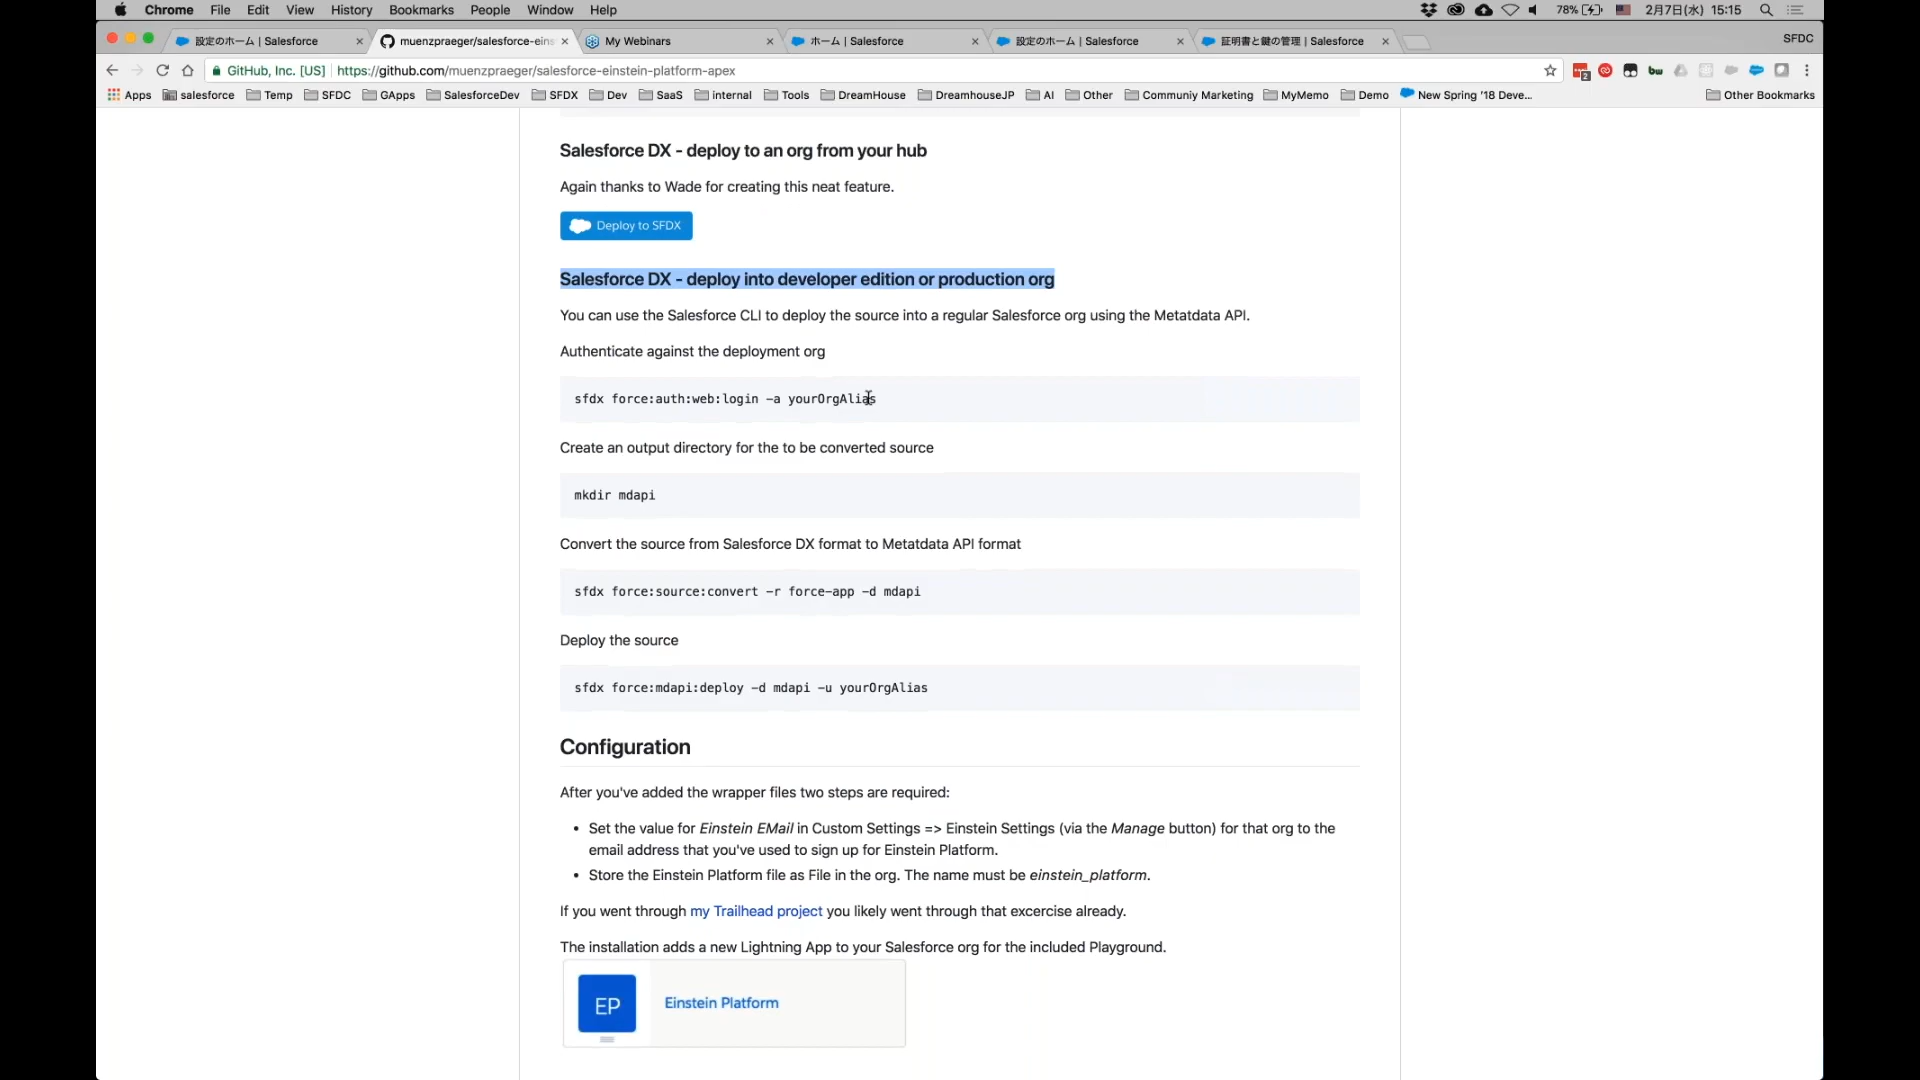 Chrome File Edit View History Bookmarks People Window Help 78% 2月7日(水) 15:15
設定のホーム | Salesforce muenzpraeger/salesforce-eins My Webinars ホーム | Salesforce 設定のホーム | Salesforce 証明書と鍵の管理 | Salesforce SFDC
GitHub, Inc. [US] https://github.com/muenzpraeger/salesforce-einstein-platform-apex 2 bw
Apps salesforce Temp SFDC GApps SalesforceDev SFDX Dev SaaS internal Tools DreamHouse DreamhouseJP AI Other Communiy Marketing MyMemo Demo New Spring '18 Deve... Other Bookmarks
Salesforce DX - deploy to an org from your hub
Again thanks to Wade for creating this neat feature.
Deploy to SFDX
Salesforce DX - deploy into developer edition or production org
You can use the Salesforce CLI to deploy the source into a regular Salesforce org using the Metatdata API.
Authenticate against the deployment org
sfdx force:auth:web:login -a yourOrgAlias
Create an output directory for the to be converted source
mkdir mdapi
Convert the source from Salesforce DX format to Metatdata API format
sfdx force:source:convert -r force-app -d mdapi
Deploy the source
sfdx force:mdapi:deploy -d mdapi -u yourOrgAlias
Configuration
After you've added the wrapper files two steps are required:
• Set the value for Einstein EMail in Custom Settings => Einstein Settings (via the Manage button) for that org to the
email address that you've used to sign up for Einstein Platform.
• Store the Einstein Platform file as File in the org. The name must be einstein_platform.
If you went through my Trailhead project you likely went through that excercise already.
The installation adds a new Lightning App to your Salesforce org for the included Playground.
EP Einstein Platform